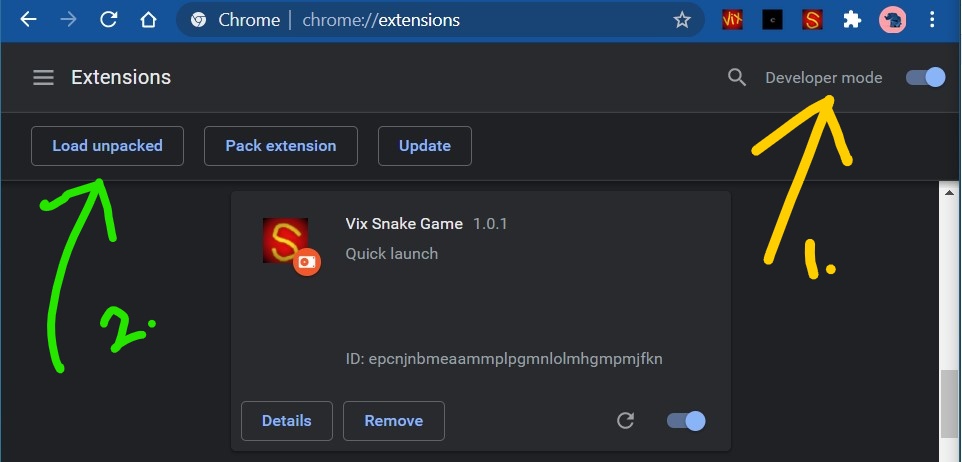 Chrome | chrome://extensions
Vix C S
Extensions Developer mode
Load unpacked Pack extension Update
1.
2.
S Vix Snake Game 1.0.1
Quick launch
ID: epcnjnbmeaammplpgmnlolmhgmpmjfkn
Details Remove